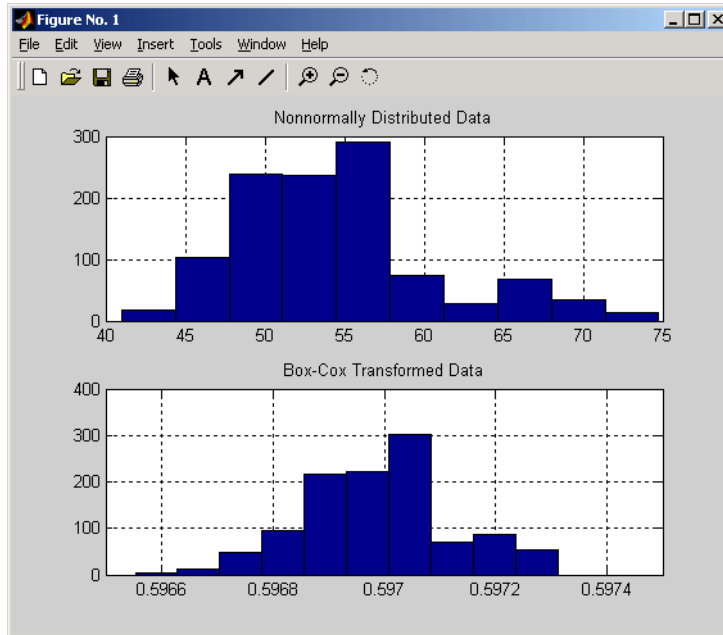 Figure No. 1
File Edit View Insert Tools Window Help
A
Nonnormally Distributed Data
300
200
100
0
40 45 50 55 60 65 70 75
Box-Cox Transformed Data
400
300
200
100
0
0.5966 0.5968 0.597 0.5972 0.5974